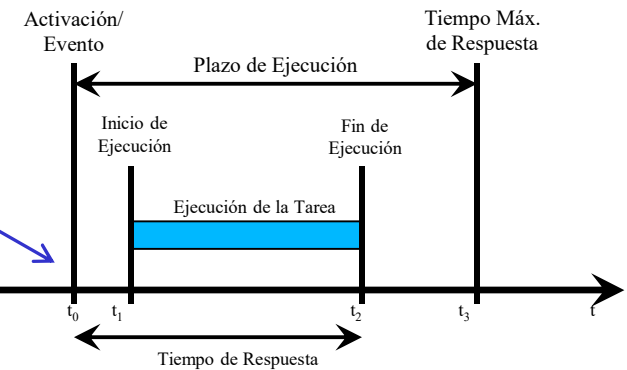 Activación/
Evento
Tiempo Máx.
de Respuesta
Plazo de Ejecución
Inicio de
Ejecución
Fin de
Ejecución
Ejecución de la Tarea
t0 t1 t2 t3 t
Tiempo de Respuesta